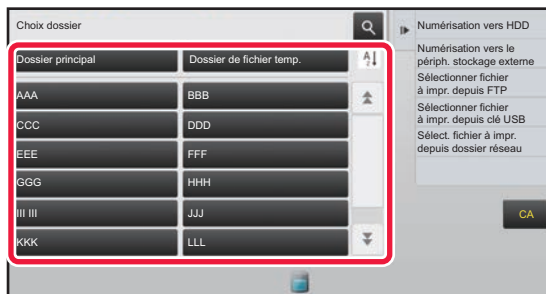 Choix dossier
Dossier principal
Dossier de fichier temp.
A
Z
AAA
BBB
CCC
DDD
EEE
FFF
GGG
HHH
III III
JJJ
KKK
LLL
Numérisation vers HDD
Numérisation vers le
périph. stockage externe
Sélectionner fichier
à impr. depuis FTP
Sélectionner fichier
à impr. depuis clé USB
Sélect. fichier à impr.
depuis dossier réseau
CA